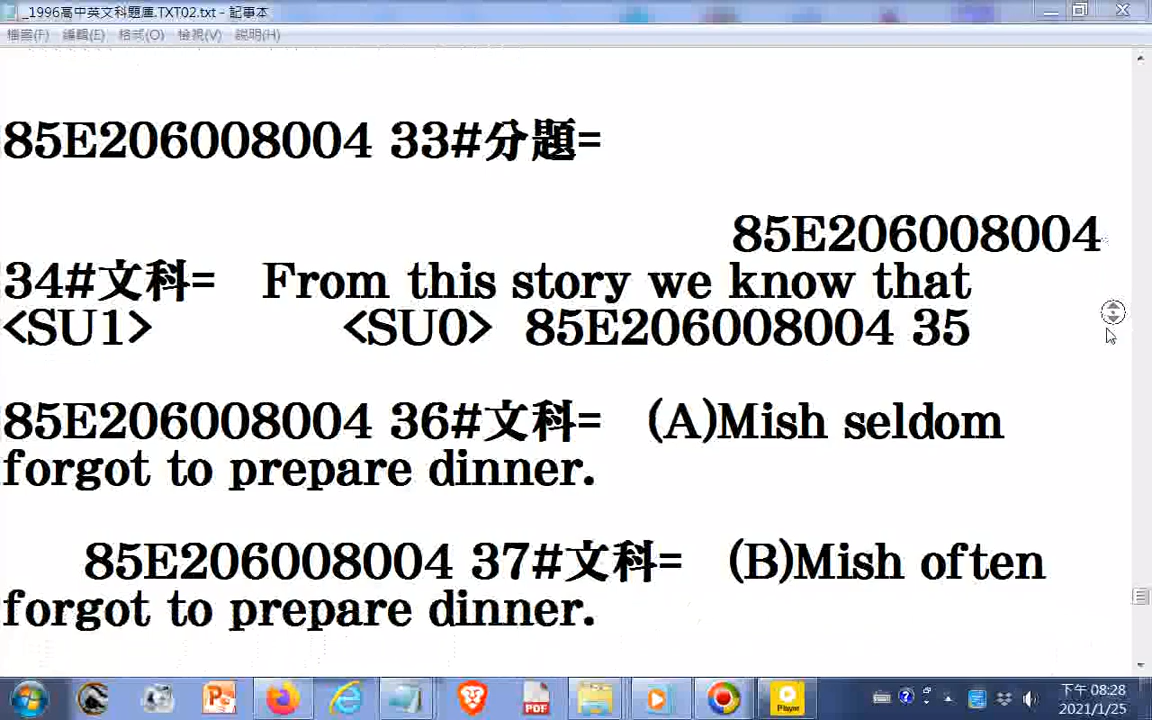 _1996高中英文科題庫.TXT02.txt - 記事本
檔案(F) 編輯(E) 格式(O) 檢視(V) 說明(H)
85E206008004 33#分題=
85E206008004
34#文科= From this story we know that
<SU1> <SU0> 85E206008004 35
85E206008004 36#文科= (A)Mish seldom
forgot to prepare dinner.
85E206008004 37#文科= (B)Mish often
forgot to prepare dinner.
PDF
Player
下午 08:28
2021/1/25